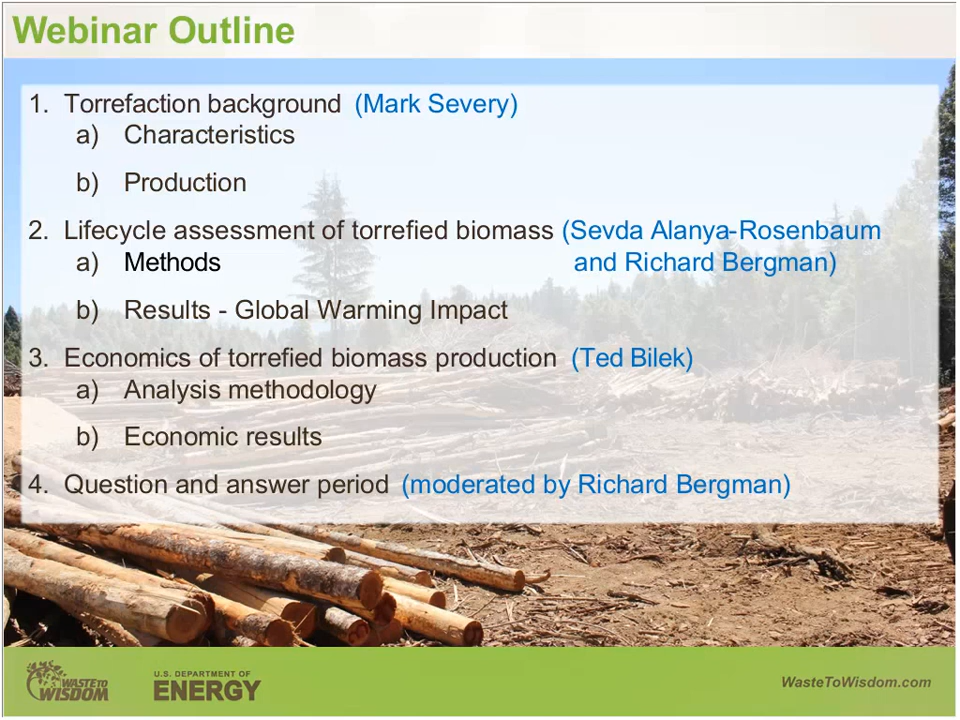 Webinar Outline
1. Torrefaction background (Mark Severy)
a) Characteristics
b) Production
2. Lifecycle assessment of torrefied biomass (Sevda Alanya-Rosenbaum
a) Methods and Richard Bergman)
b) Results - Global Warming Impact
3. Economics of torrefied biomass production (Ted Bilek)
a) Analysis methodology
b) Economic results
4. Question and answer period (moderated by Richard Bergman)
WASTE TO
WISDOM
U.S. DEPARTMENT OF
ENERGY
WasteToWisdom.com